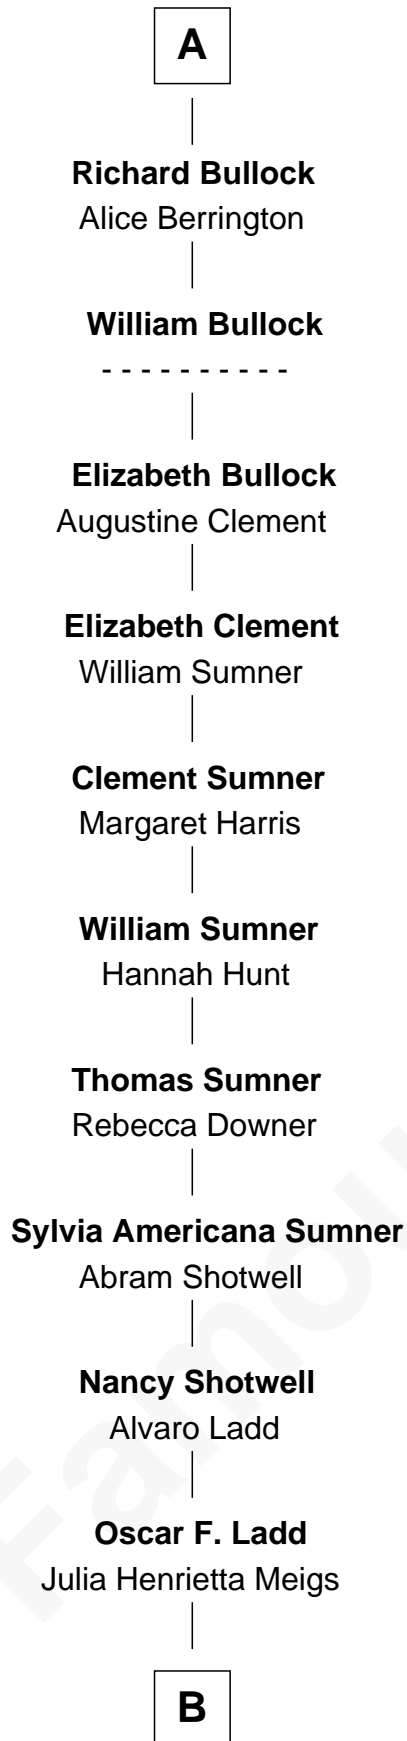 A
Richard Bullock
Alice Berrington
William Bullock
- - - - - - - - - -
Elizabeth Bullock
Augustine Clement
Elizabeth Clement
William Sumner
Clement Sumner
Margaret Harris
William Sumner
Hannah Hunt
Thomas Sumner
Rebecca Downer
Sylvia Americana Sumner
Abram Shotwell
Nancy Shotwell
Alvaro Ladd
Oscar F. Ladd
Julia Henrietta Meigs
B
Famou